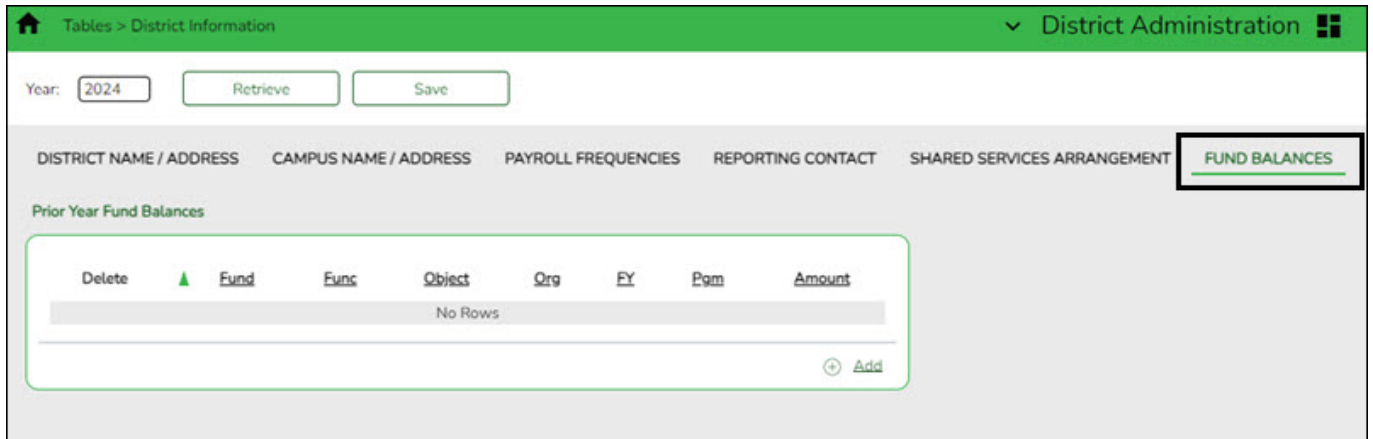 Tables > District Information District Administration
Year: 2024 Retrieve Save
DISTRICT NAME / ADDRESS CAMPUS NAME / ADDRESS PAYROLL FREQUENCIES REPORTING CONTACT SHARED SERVICES ARRANGEMENT FUND BALANCES
Prior Year Fund Balances
Delete Fund Func Object Org FY Pgm Amount
No Rows
Add